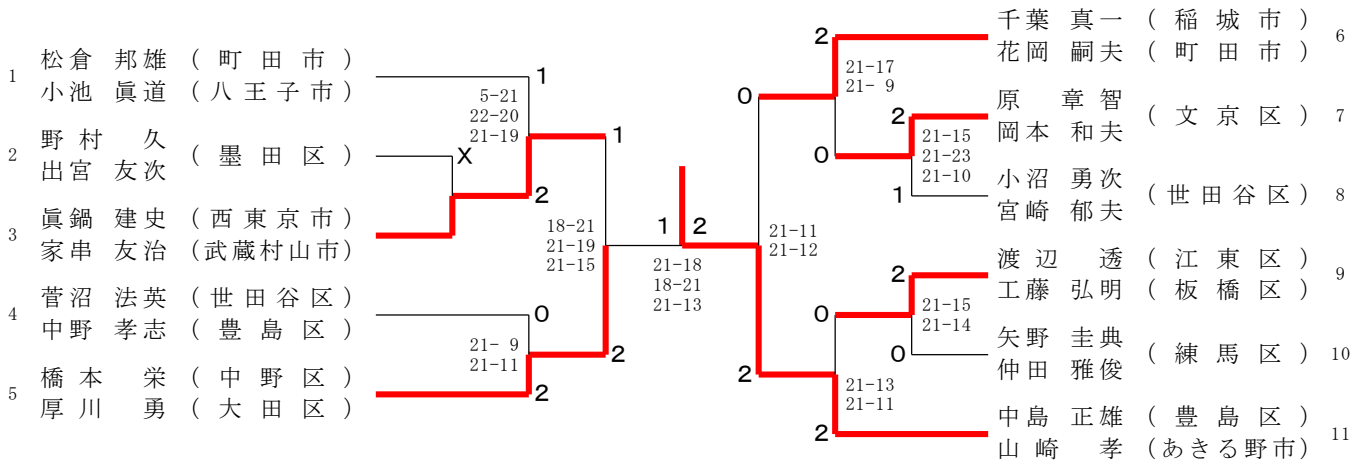 1 松倉 邦雄 ( 町 田 市 )
小池 眞道 ( 八王子市 )
2 野 村 久 ( 墨 田 区 )
出宮 友次
3 眞鍋 建史 ( 西東京市 )
家串 友治 (武蔵村山市)
4 菅沼 法英 ( 世田谷区 )
中野 孝志 ( 豊 島 区 )
5 橋 本 栄 ( 中 野 区 )
厚 川 勇 ( 大 田 区 )
1
5-21
22-20
21-19
X
2
1
18-21
21-19
21-15
0
21- 9
21-11
2
2
1 2
21-18
18-21
21-13
0
21-11
21-12
2
2
21-17
21- 9
0
2
21-15
21-23
21-10
1
0
2
21-15
21-14
0
21-13
21-11
2
千葉 真一 ( 稲 城 市 ) 6
花岡 嗣夫 ( 町 田 市 )
原 章智 ( 文 京 区 ) 7
岡本 和夫
小沼 勇次 ( 世田谷区 ) 8
宮崎 郁夫
渡 辺 透 ( 江 東 区 ) 9
工藤 弘明 ( 板 橋 区 )
矢野 圭典 ( 練 馬 区 ) 10
仲田 雅俊
中島 正雄 ( 豊 島 区 ) 11
山 崎 孝 (あきる野市)